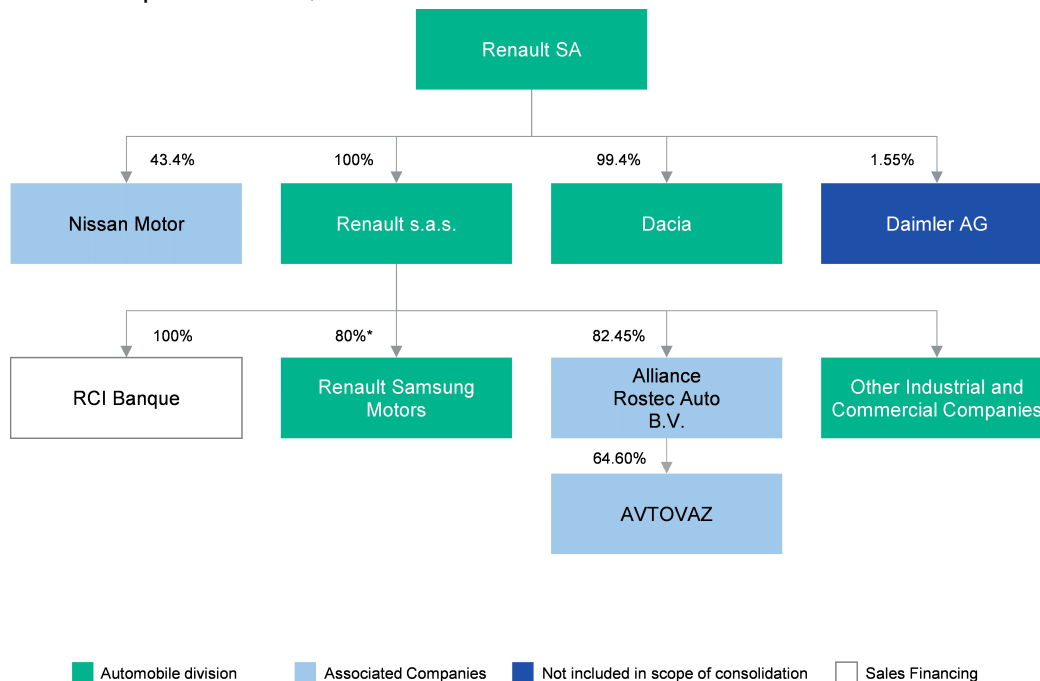 Renault SA
43.4%
100%
99.4%
1.55%
Nissan Motor
Renault s.a.s.
Dacia
Daimler AG
100%
80%*
82.45%
RCI Banque
Renault Samsung
Motors
Alliance
Rostec Auto
B.V.
Other Industrial and
Commercial Companies
64.60%
AVTOVAZ
Automobile division
Associated Companies
Not included in scope of consolidation
Sales Financing